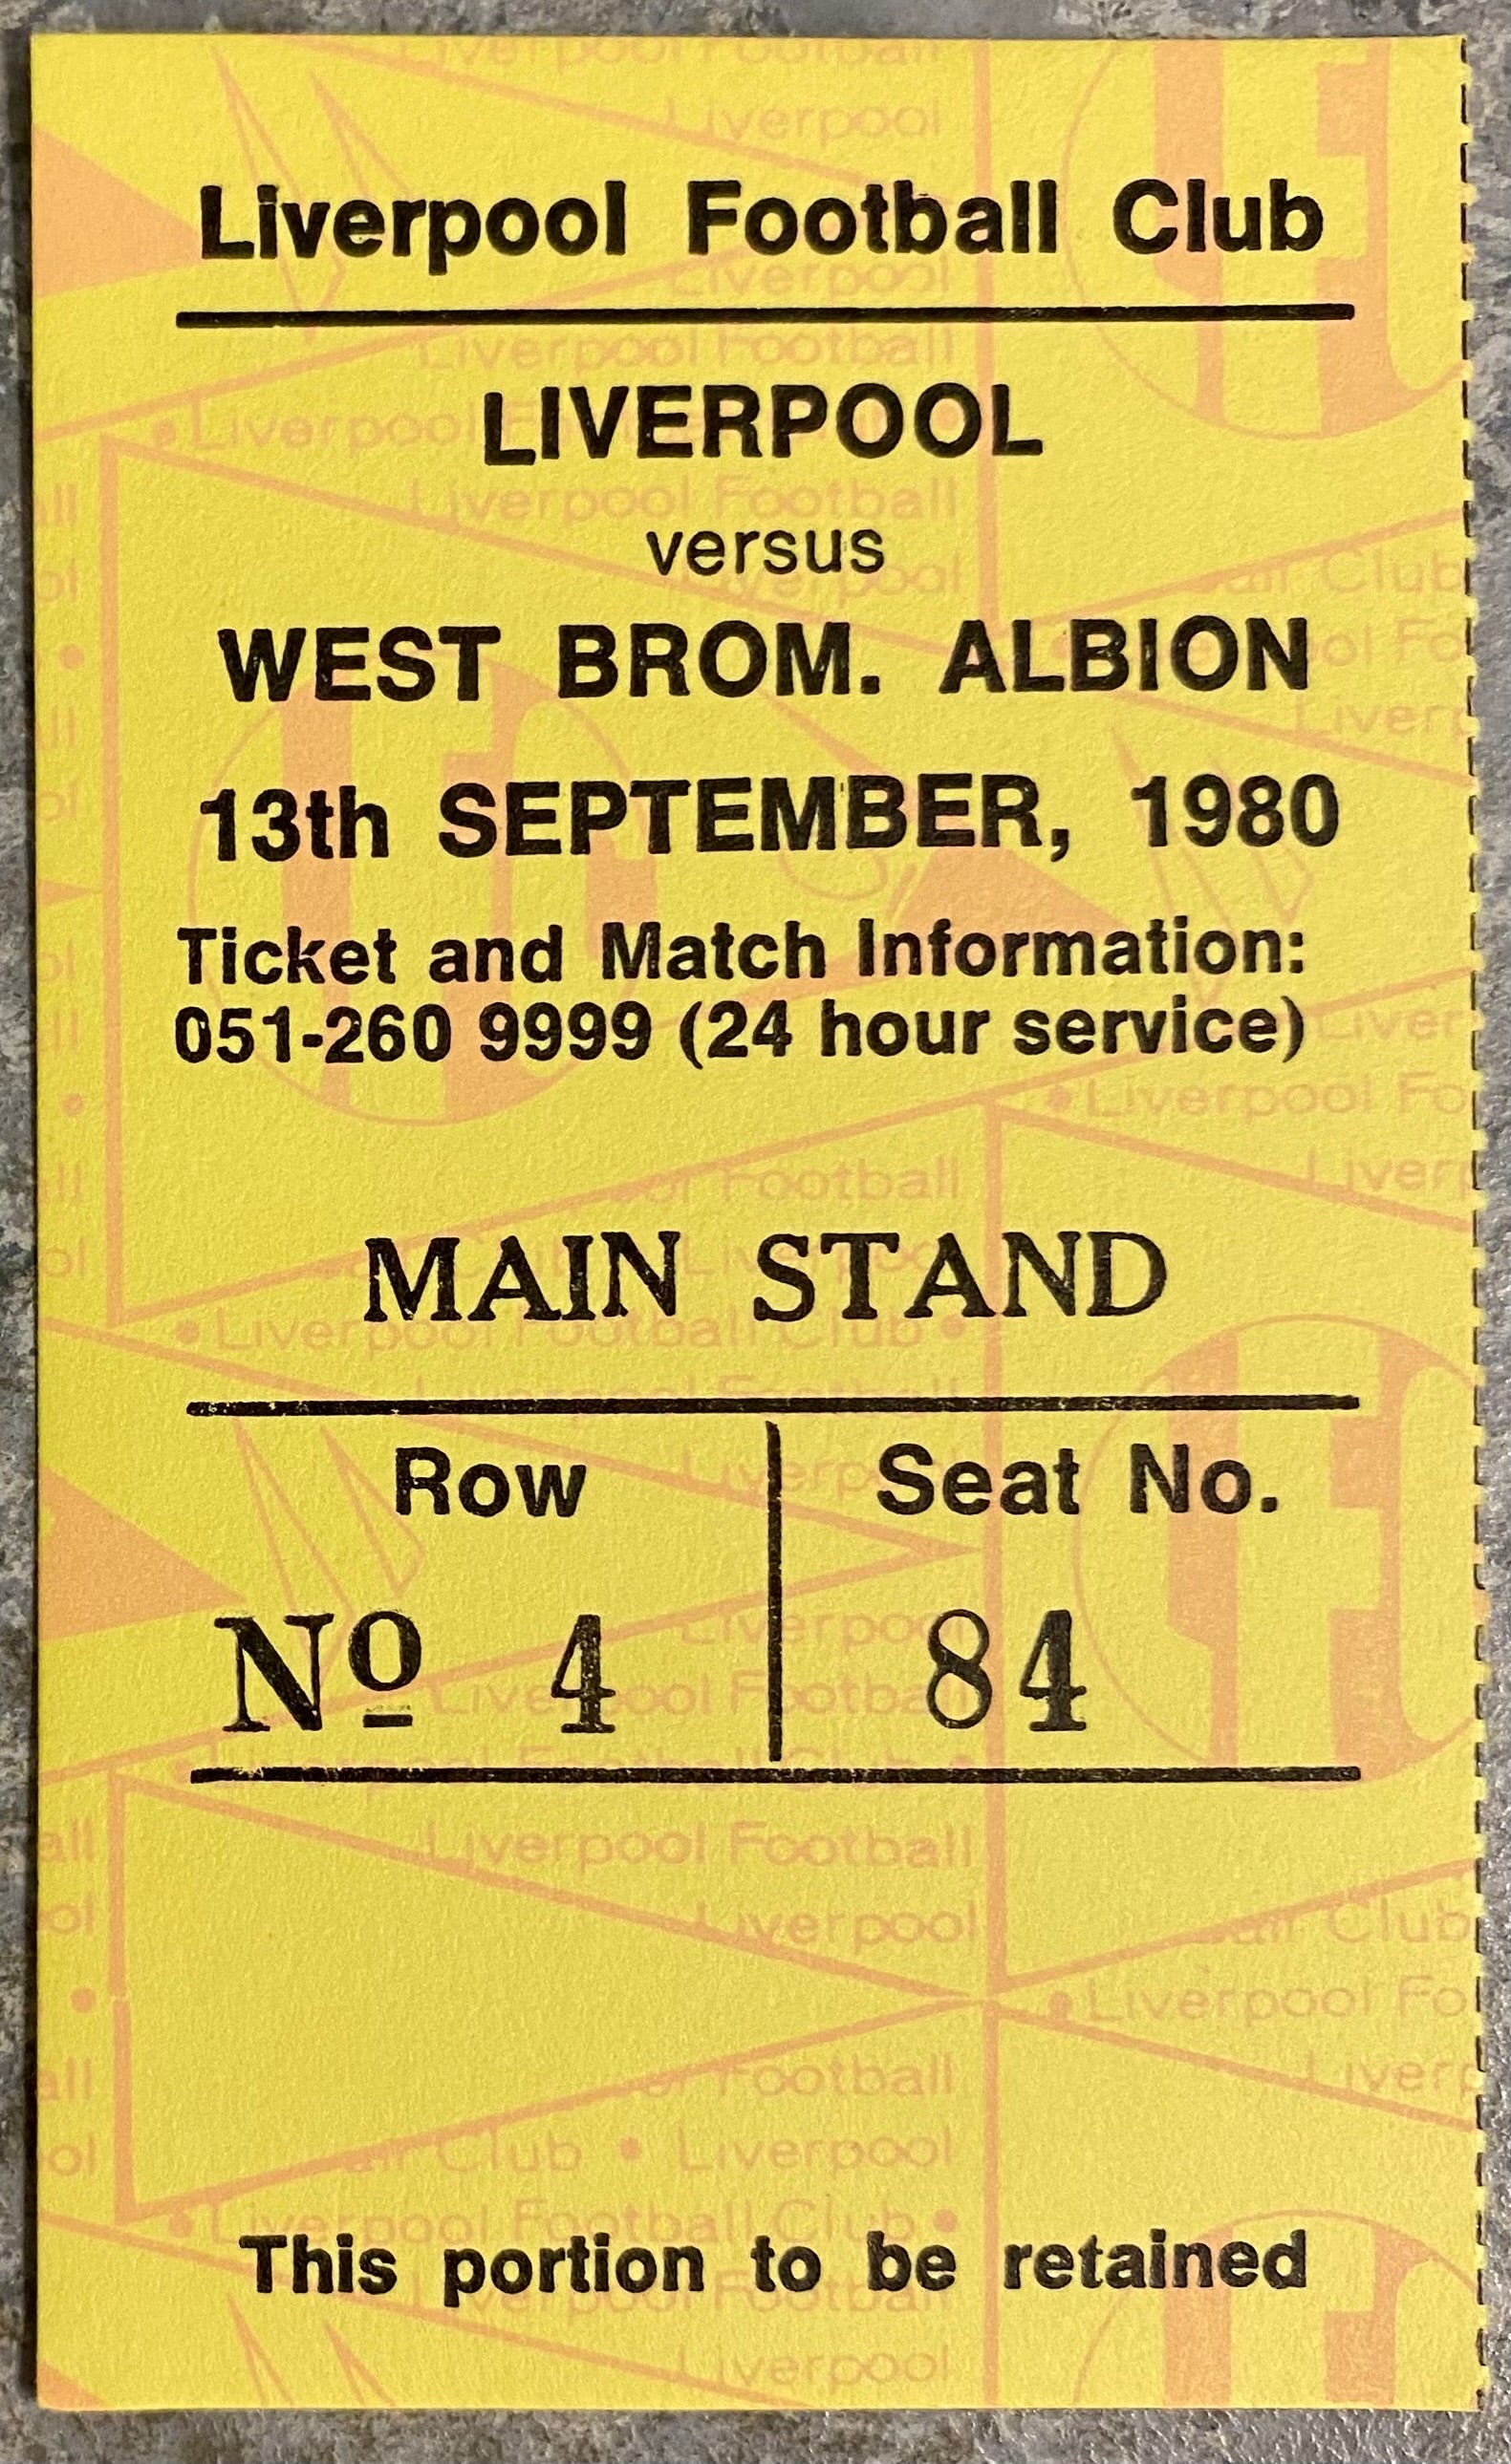 Liverpool Football Club
LIVERPOOL
versus
WEST BROM. ALBION
13th SEPTEMBER, 1980
Ticket and Match Information:
051-260 9999 (24 hour service)
MAIN STAND
Row Seat No.
Nº 4 84
This portion to be retained